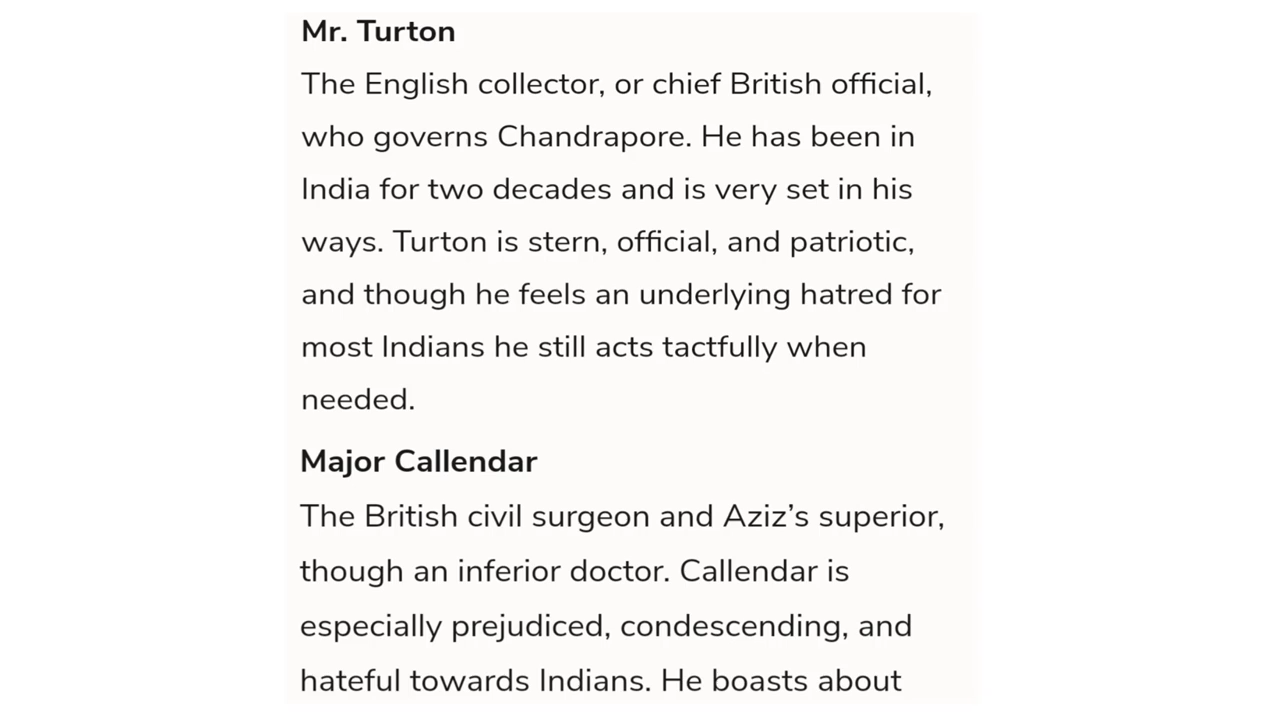 Mr. Turton
The English collector, or chief British official,
who governs Chandrapore. He has been in
India for two decades and is very set in his
ways. Turton is stern, official, and patriotic,
and though he feels an underlying hatred for
most Indians he still acts tactfully when
needed.
Major Callendar
The British civil surgeon and Aziz’s superior,
though an inferior doctor. Callendar is
especially prejudiced, condescending, and
hateful towards Indians. He boasts about